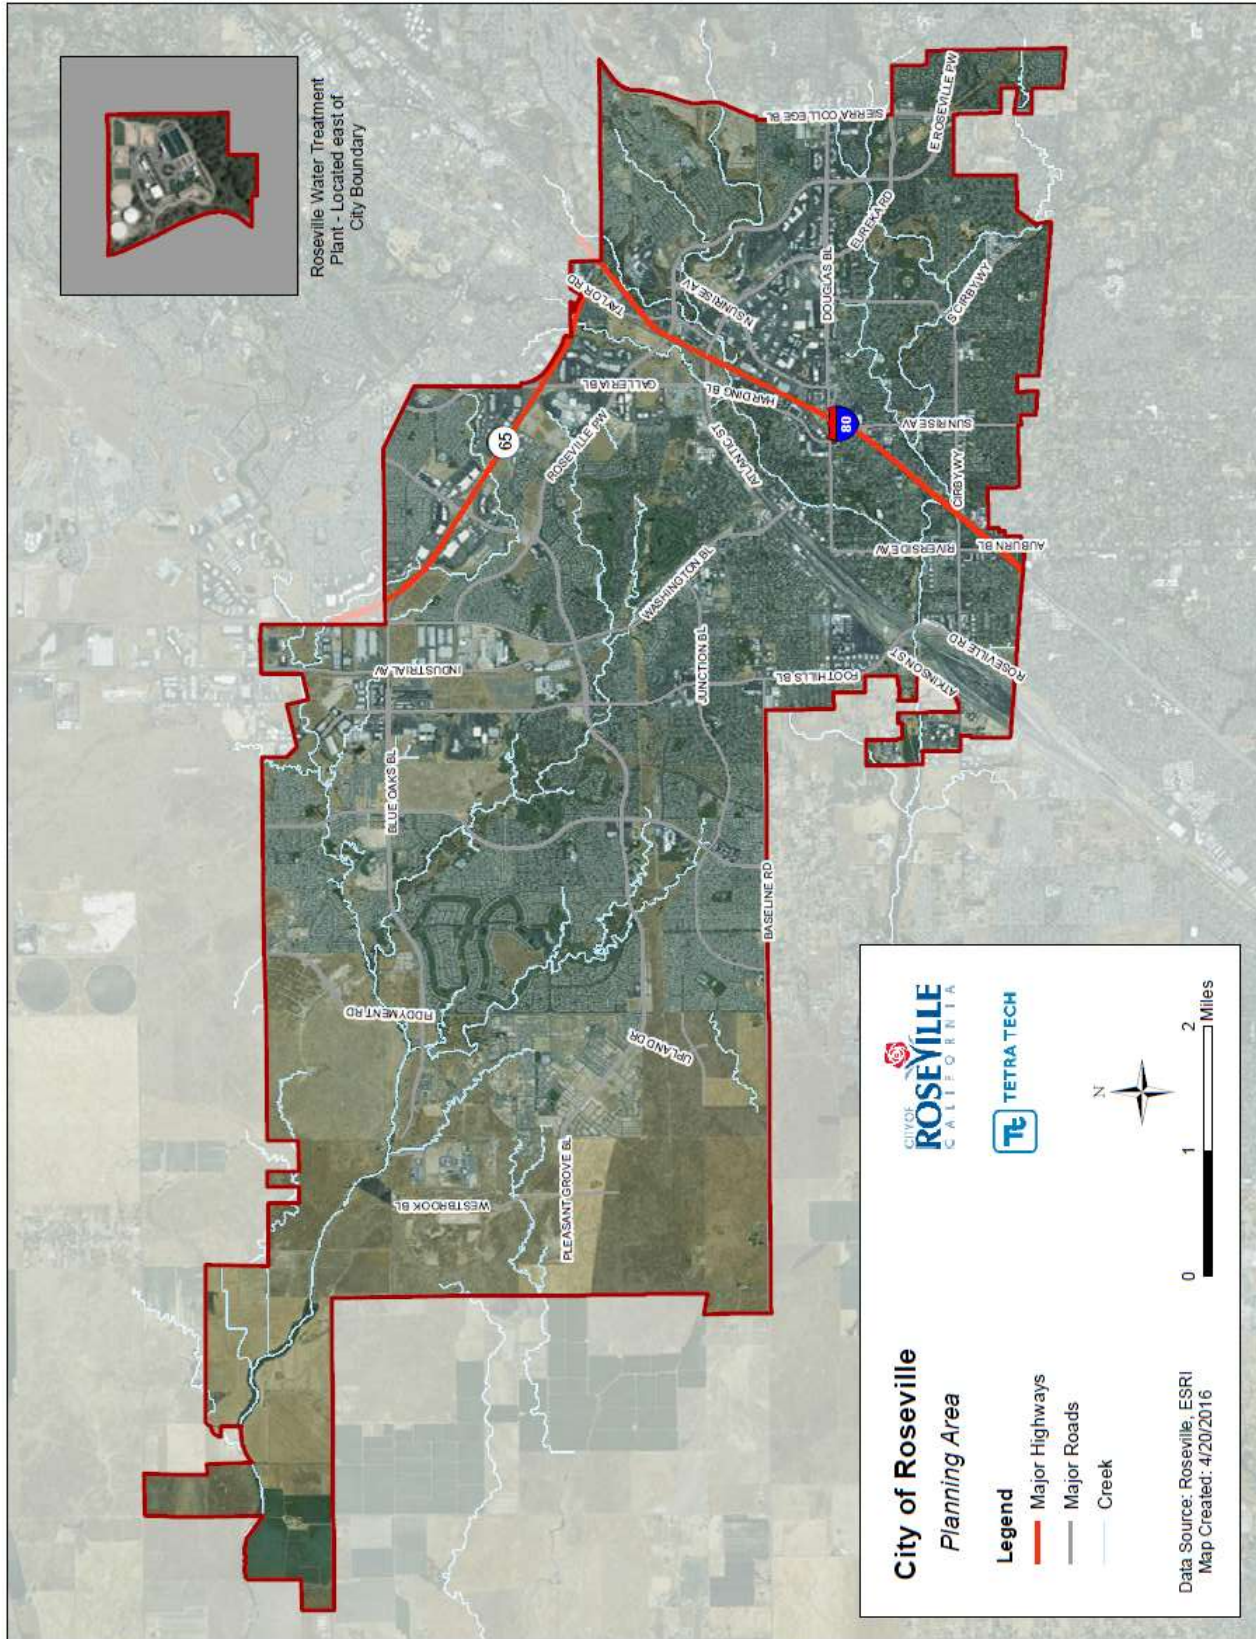 Roseville Water Treatment
Plant - Located east of
City Boundary
SIERRA COLLEGE BL
E ROSEVILLE PW
EUREKA RD
DOUGLAS BL
TAYLOR RD
N SUNRISE AV
S CIRBY WY
GALLERIA BL
HARDING BL
80
SUNRISE AV
65
ROSEVILLE PW
ATLANTIC ST
CIRBY WY
RIVERSIDE AV
AUBURN BL
WASHINGTON BL
INDUSTRIAL AV
JUNCTION BL
FOOTHILLS BL
ATKINSON ST
ROSEVILLE RD
BLUE OAKS BL
BASELINE RD
FIDDYMENT RD
UPLAND DR
WESTBROOK BL
PLEASANT GROVE BL
City of Roseville
Planning Area
Legend
Major Highways
Major Roads
Creek
Data Source: Roseville, ESRI
Map Created: 4/20/2016
CITY OF
ROSEVILLE
CALIFORNIA
Tt TETRA TECH
N
0 1 2
Miles